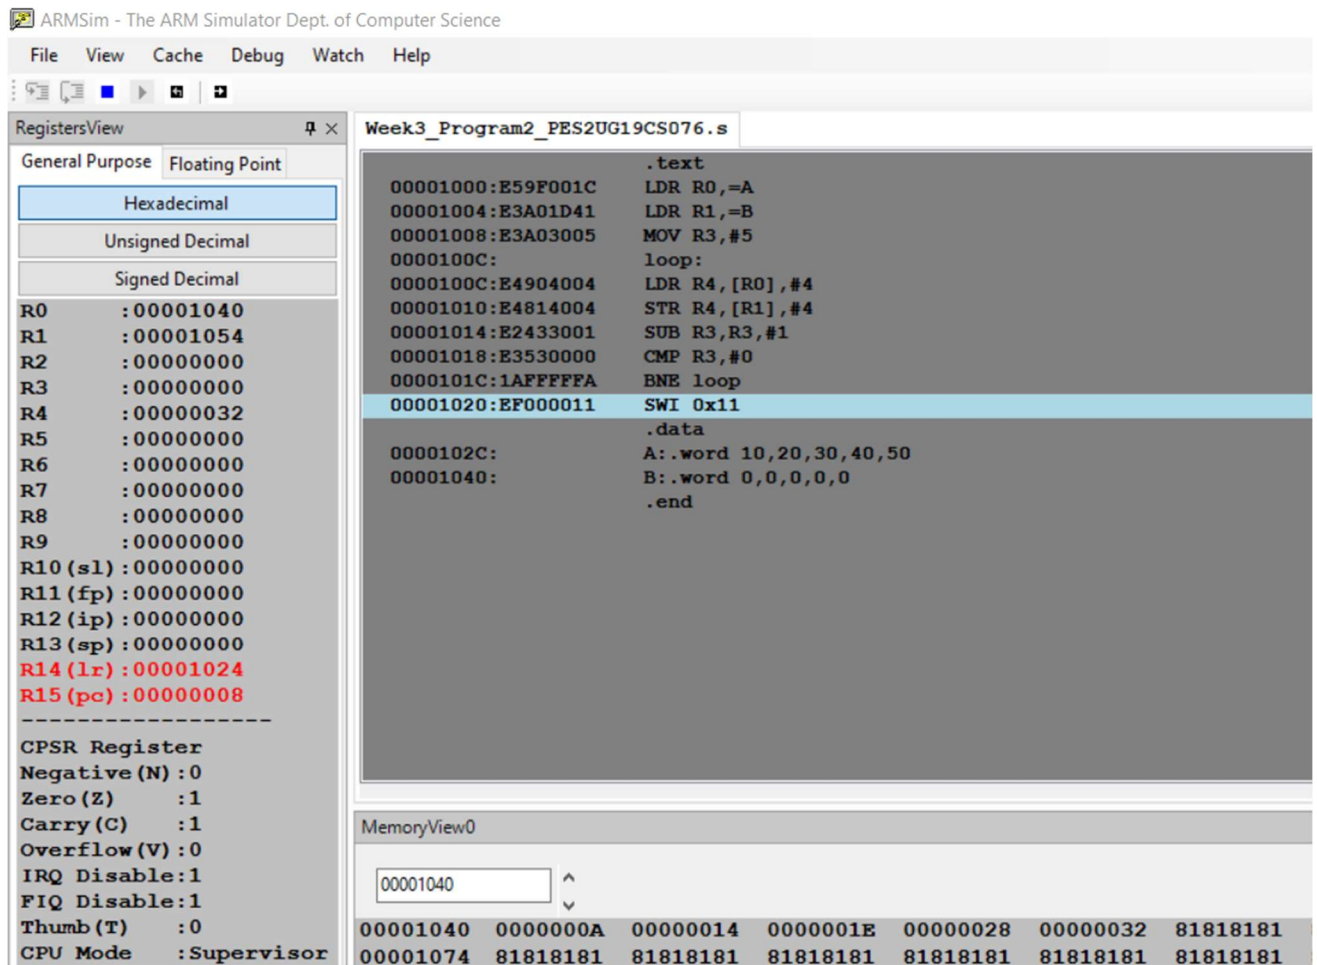 ARMSim - The ARM Simulator Dept. of Computer Science
File View Cache Debug Watch Help
RegistersView
General Purpose Floating Point
Hexadecimal
Unsigned Decimal
Signed Decimal
R0 :00001040
R1 :00001054
R2 :00000000
R3 :00000000
R4 :00000032
R5 :00000000
R6 :00000000
R7 :00000000
R8 :00000000
R9 :00000000
R10(sl):00000000
R11(fp):00000000
R12(ip):00000000
R13(sp):00000000
R14(lr):00001024
R15(pc):00000008
-------------------
CPSR Register
Negative(N):0
Zero(Z) :1
Carry(C) :1
Overflow(V):0
IRQ Disable:1
FIQ Disable:1
Thumb(T) :0
CPU Mode :Supervisor
Week3_Program2_PES2UG19CS076.s
.text
00001000:E59F001C LDR R0,=A
00001004:E3A01D41 LDR R1,=B
00001008:E3A03005 MOV R3,#5
0000100C: loop:
0000100C:E4904004 LDR R4,[R0],#4
00001010:E4814004 STR R4,[R1],#4
00001014:E2433001 SUB R3,R3,#1
00001018:E3530000 CMP R3,#0
0000101C:1AFFFFFA BNE loop
00001020:EF000011 SWI 0x11
.data
0000102C: A:.word 10,20,30,40,50
00001040: B:.word 0,0,0,0,0
.end
MemoryView0
00001040
00001040 0000000A 00000014 0000001E 00000028 00000032 81818181
00001074 81818181 81818181 81818181 81818181 81818181 81818181